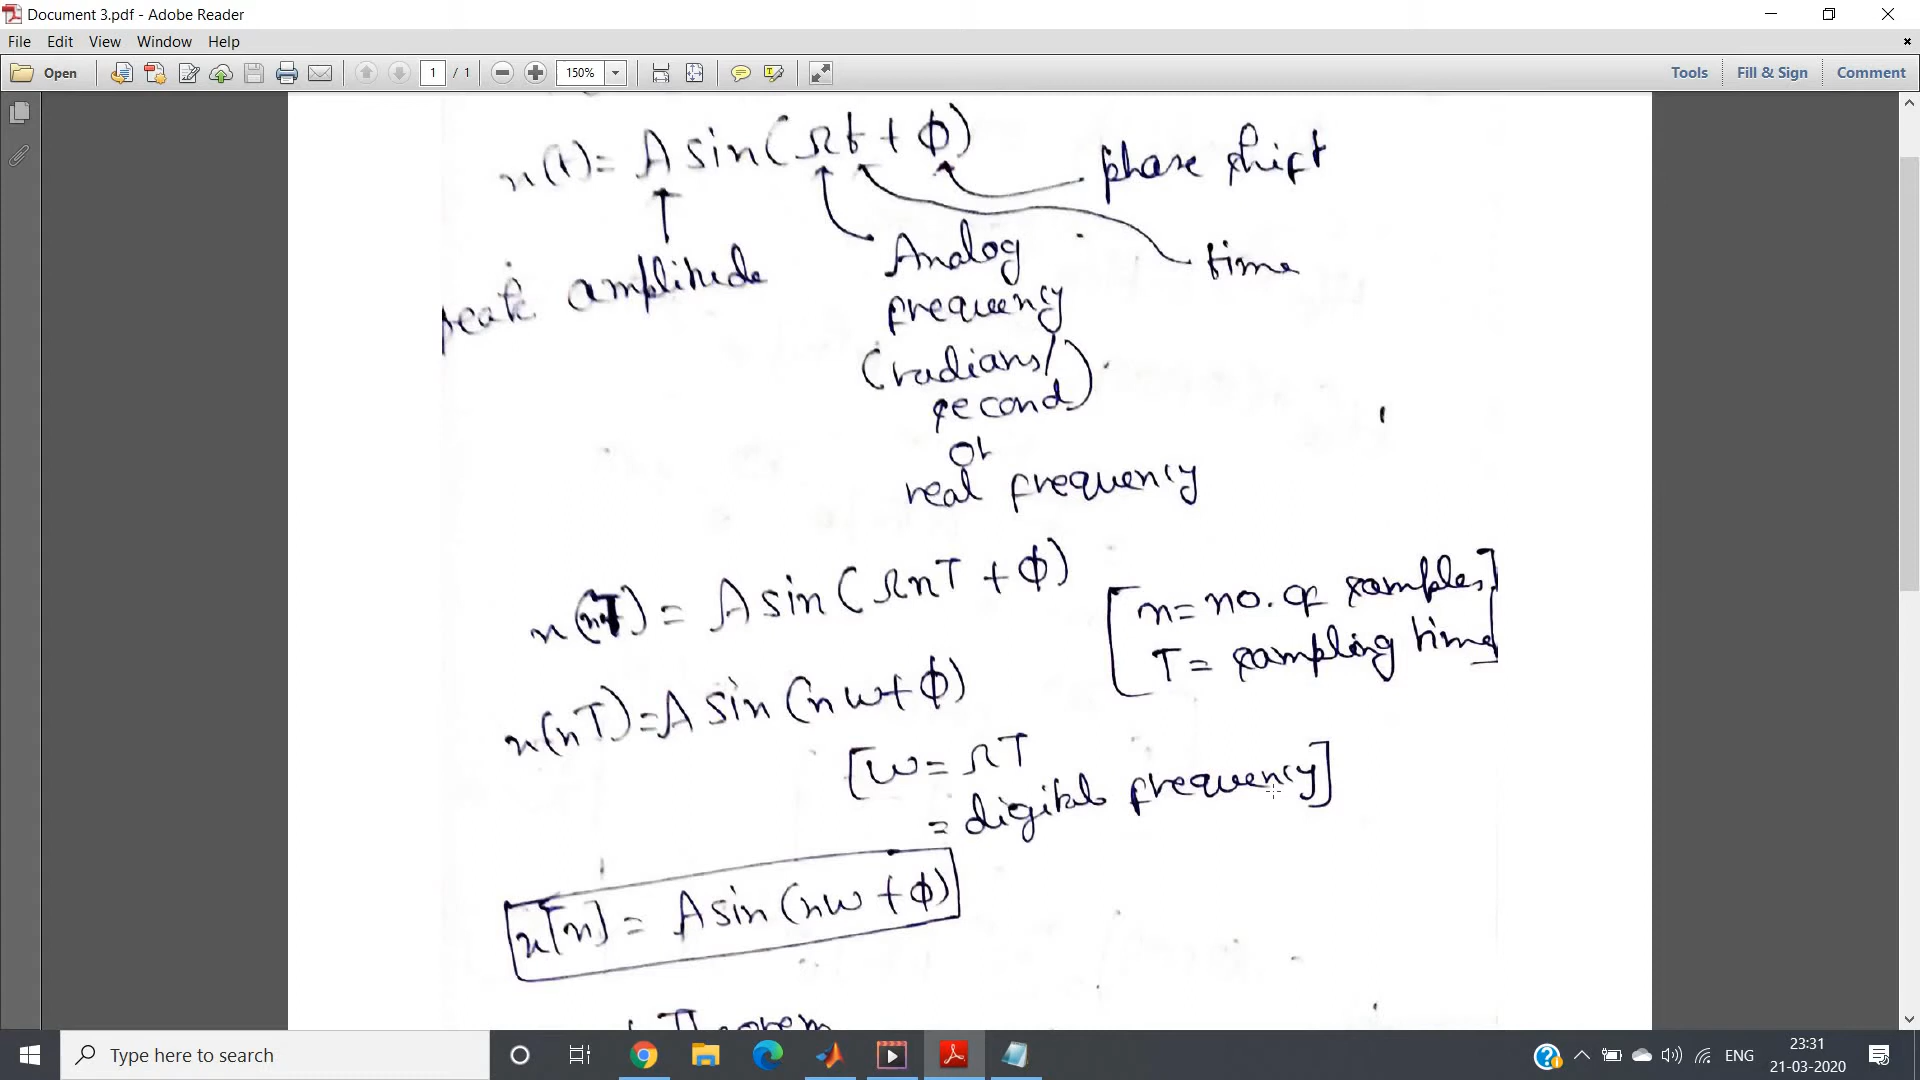 Document 3.pdf - Adobe Reader
File Edit View Window Help
Open 1 / 1 150% Tools Fill & Sign Comment
x(t) = A sin(Ωt + ϕ)
phase shift
peak amplitude
Analog
time
frequency
(radians/
second)
or
real frequency
x(nT) = A sin(ΩnT + ϕ)
[n = no. of samples]
T = sampling time]
x(nT) = A sin(nω + ϕ)
[ω = ΩT
= digital frequency]
x[n] = A sin(nω + ϕ)
Theorem
Type here to search
ENG
23:31
21-03-2020